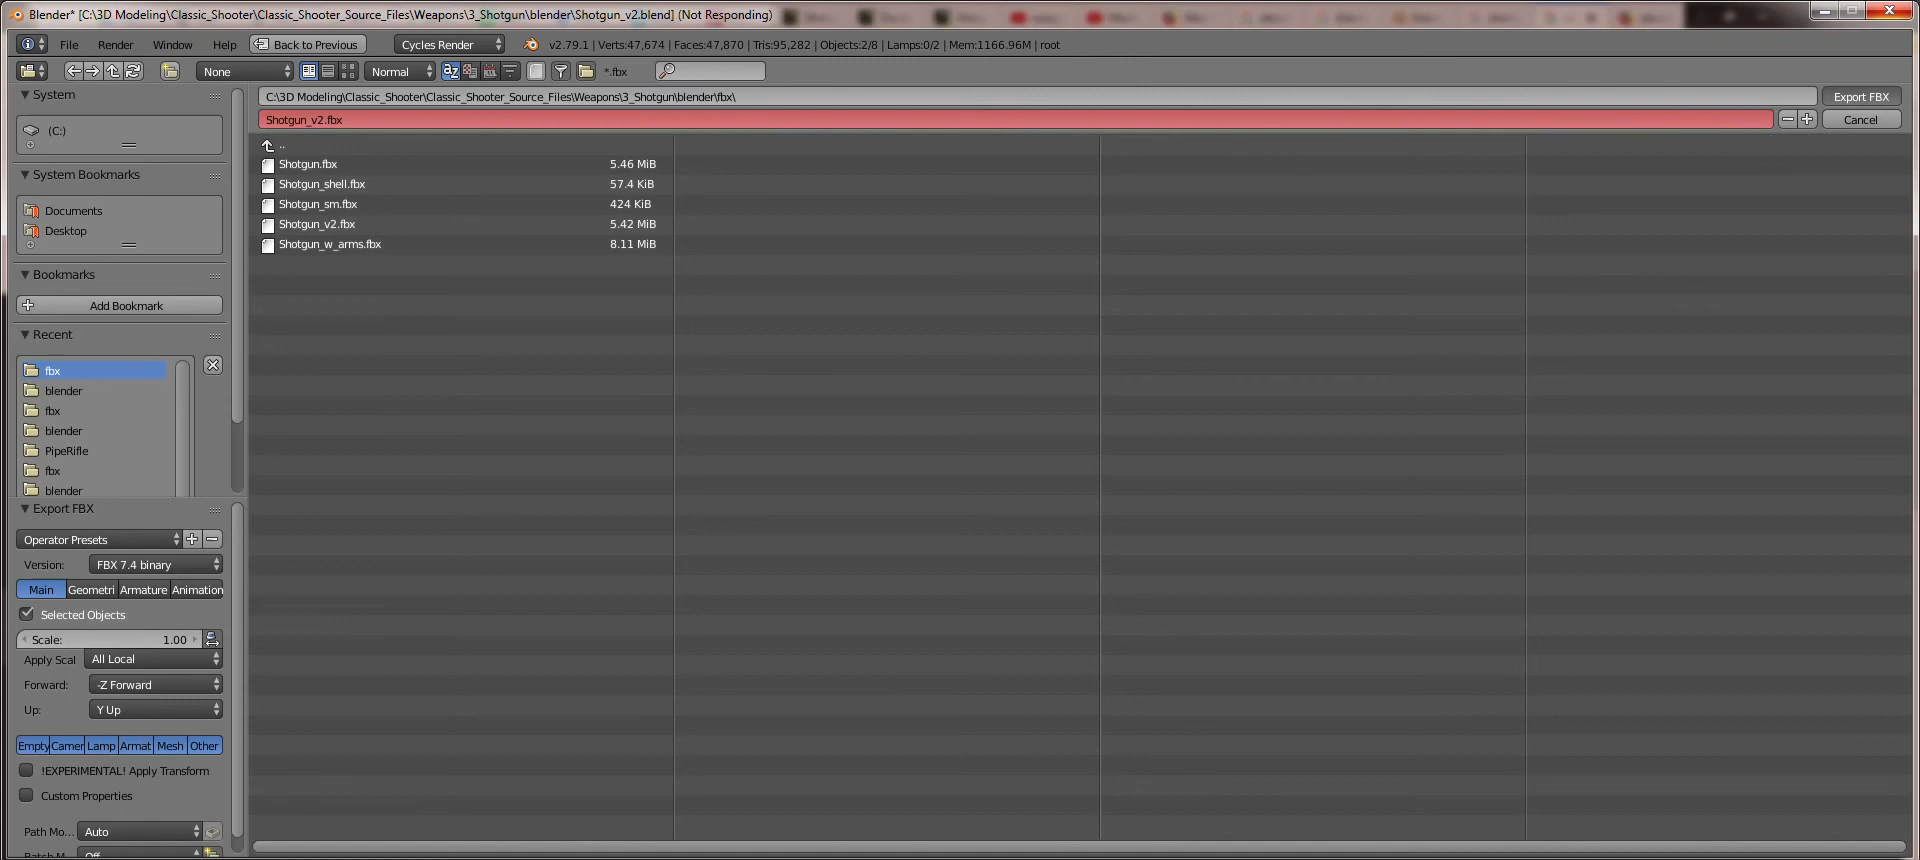 Blender* [C:\3D Modeling\Classic_Shooter\Classic_Shooter_Source_Files\Weapons\3_Shotgun\blender\Shotgun_v2.blend] (Not Responding)
File Render Window Help Back to Previous Cycles Render v2.79.1 | Verts:47,674 | Faces:47,870 | Tris:95,282 | Objects:2/8 | Lamps:0/2 | Mem:1166.96M | root
None Normal *.fbx
System
(C:)
System Bookmarks
Documents
Desktop
Bookmarks
Add Bookmark
Recent
fbx
blender
fbx
blender
PipeRifle
fbx
blender
Export FBX
Operator Presets
Version: FBX 7.4 binary
Main Geometri Armature Animation
Selected Objects
Scale: 1.00
Apply Scal All Local
Forward: -Z Forward
Up: Y Up
Empty Camer Lamp Armat Mesh Other
!EXPERIMENTAL! Apply Transform
Custom Properties
Path Mo... Auto
C:\3D Modeling\Classic_Shooter\Classic_Shooter_Source_Files\Weapons\3_Shotgun\blender\fbx\ Export FBX
Shotgun_v2.fbx Cancel
..
Shotgun.fbx 5.46 MiB
Shotgun_shell.fbx 57.4 KiB
Shotgun_sm.fbx 424 KiB
Shotgun_v2.fbx 5.42 MiB
Shotgun_w_arms.fbx 8.11 MiB